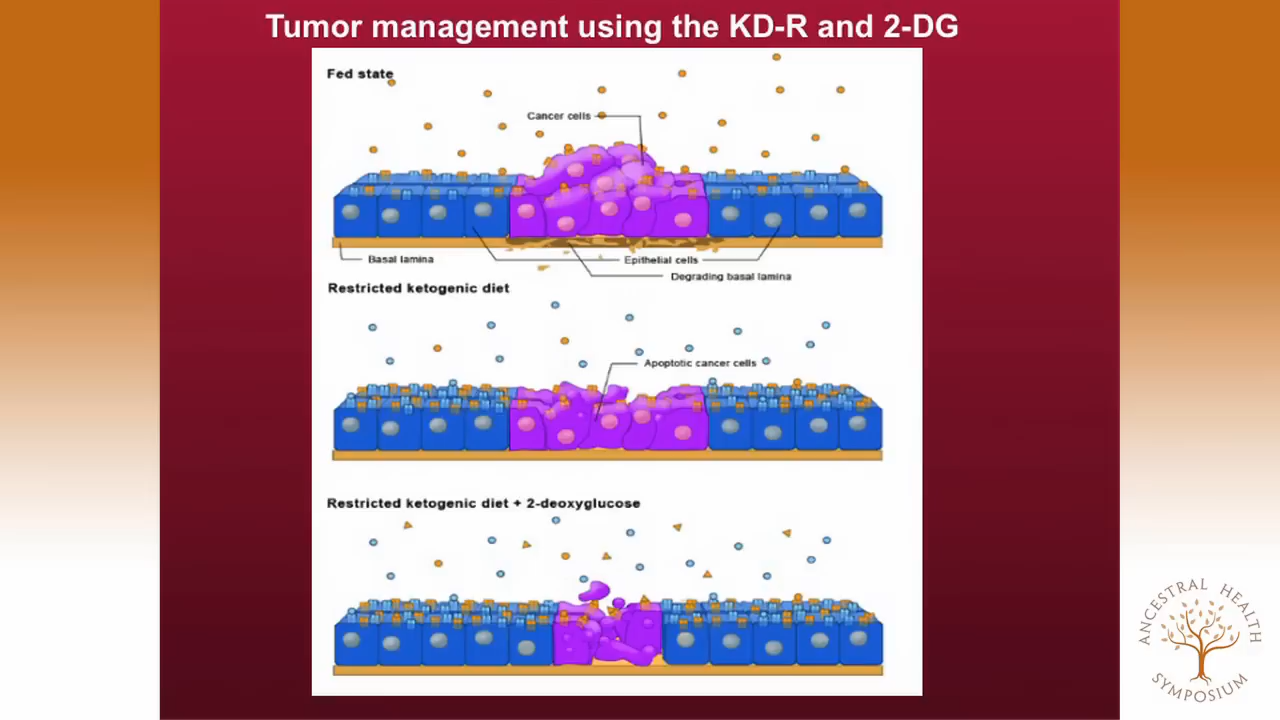 Tumor management using the KD-R and 2-DG
Fed state
Cancer cells
Basal lamina
Epithelial cells
Degrading basal lamina
Restricted ketogenic diet
Apoptotic cancer cells
Restricted ketogenic diet + 2-deoxyglucose
ANCESTRAL HEALTH
SYMPOSIUM